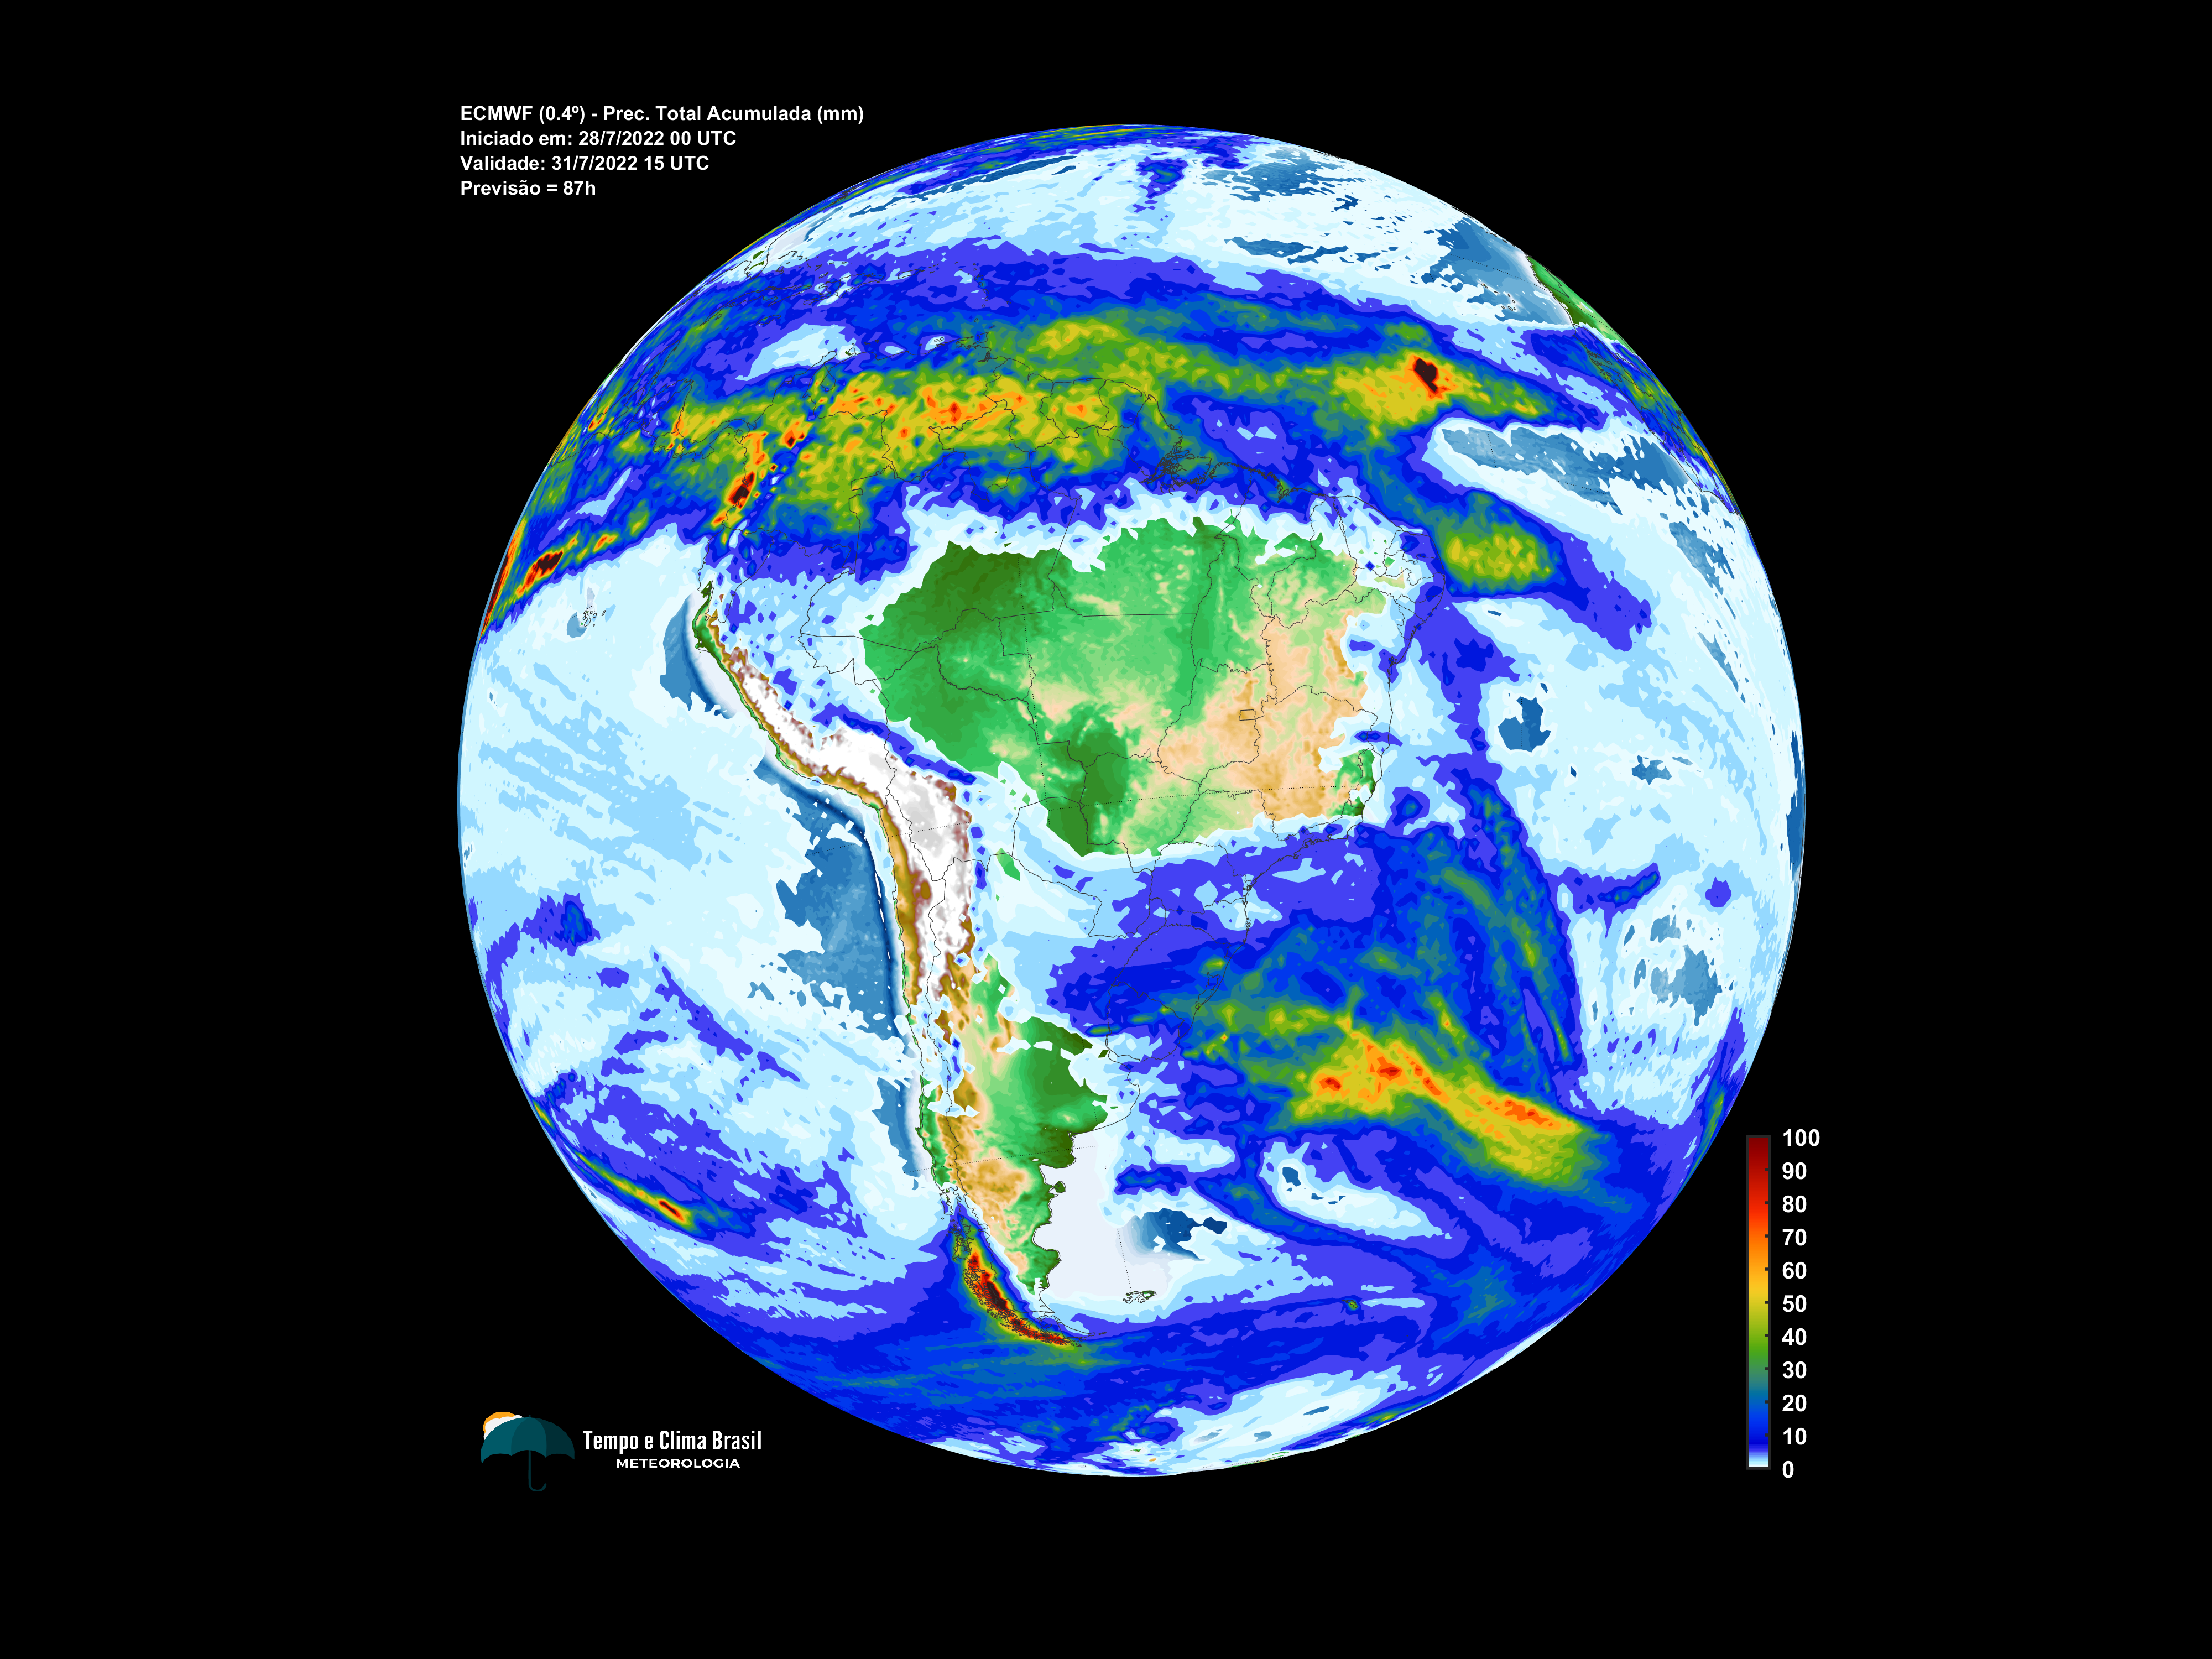 ECMWF (0.4º) - Prec. Total Acumulada (mm)
Iniciado em: 28/7/2022 00 UTC
Validade: 31/7/2022 15 UTC
Previsão = 87h
100
90
80
70
60
50
40
30
20
10
0
Tempo e Clima Brasil
METEOROLOGIA